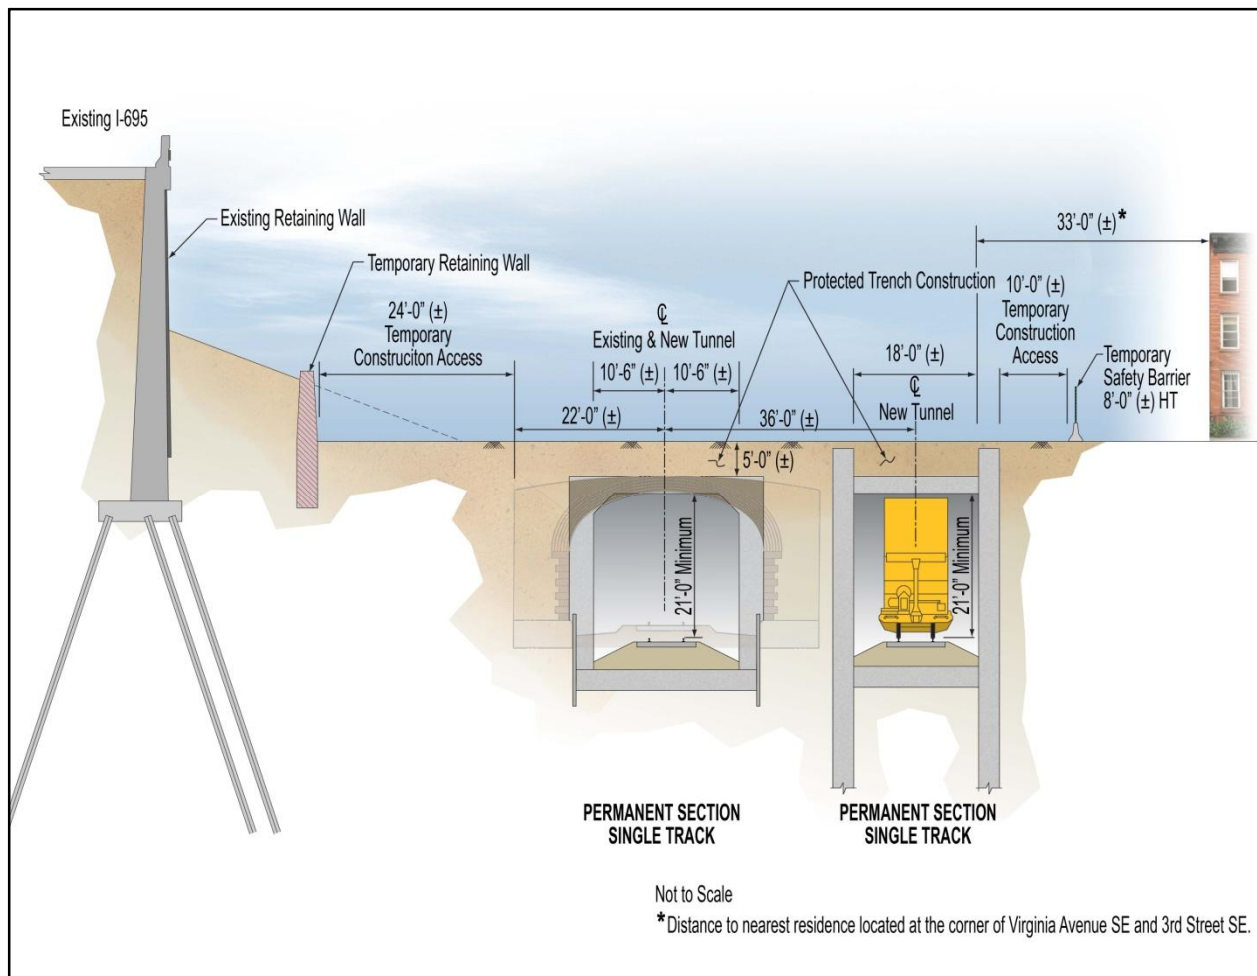 Existing I-695
Existing Retaining Wall
Temporary Retaining Wall
24'-0" (±)
Temporary
Construciton Access
Protected Trench Construction
℄
Existing & New Tunnel
10'-6" (±)
10'-6" (±)
22'-0" (±)
36'-0" (±)
5'-0" (±)
18'-0" (±)
℄
New Tunnel
33'-0" (±)*
10'-0" (±)
Temporary
Construction
Access
Temporary
Safety Barrier
8'-0" (±) HT
21'-0" Minimum
21'-0" Minimum
PERMANENT SECTION
SINGLE TRACK
PERMANENT SECTION
SINGLE TRACK
Not to Scale
*Distance to nearest residence located at the corner of Virginia Avenue SE and 3rd Street SE.